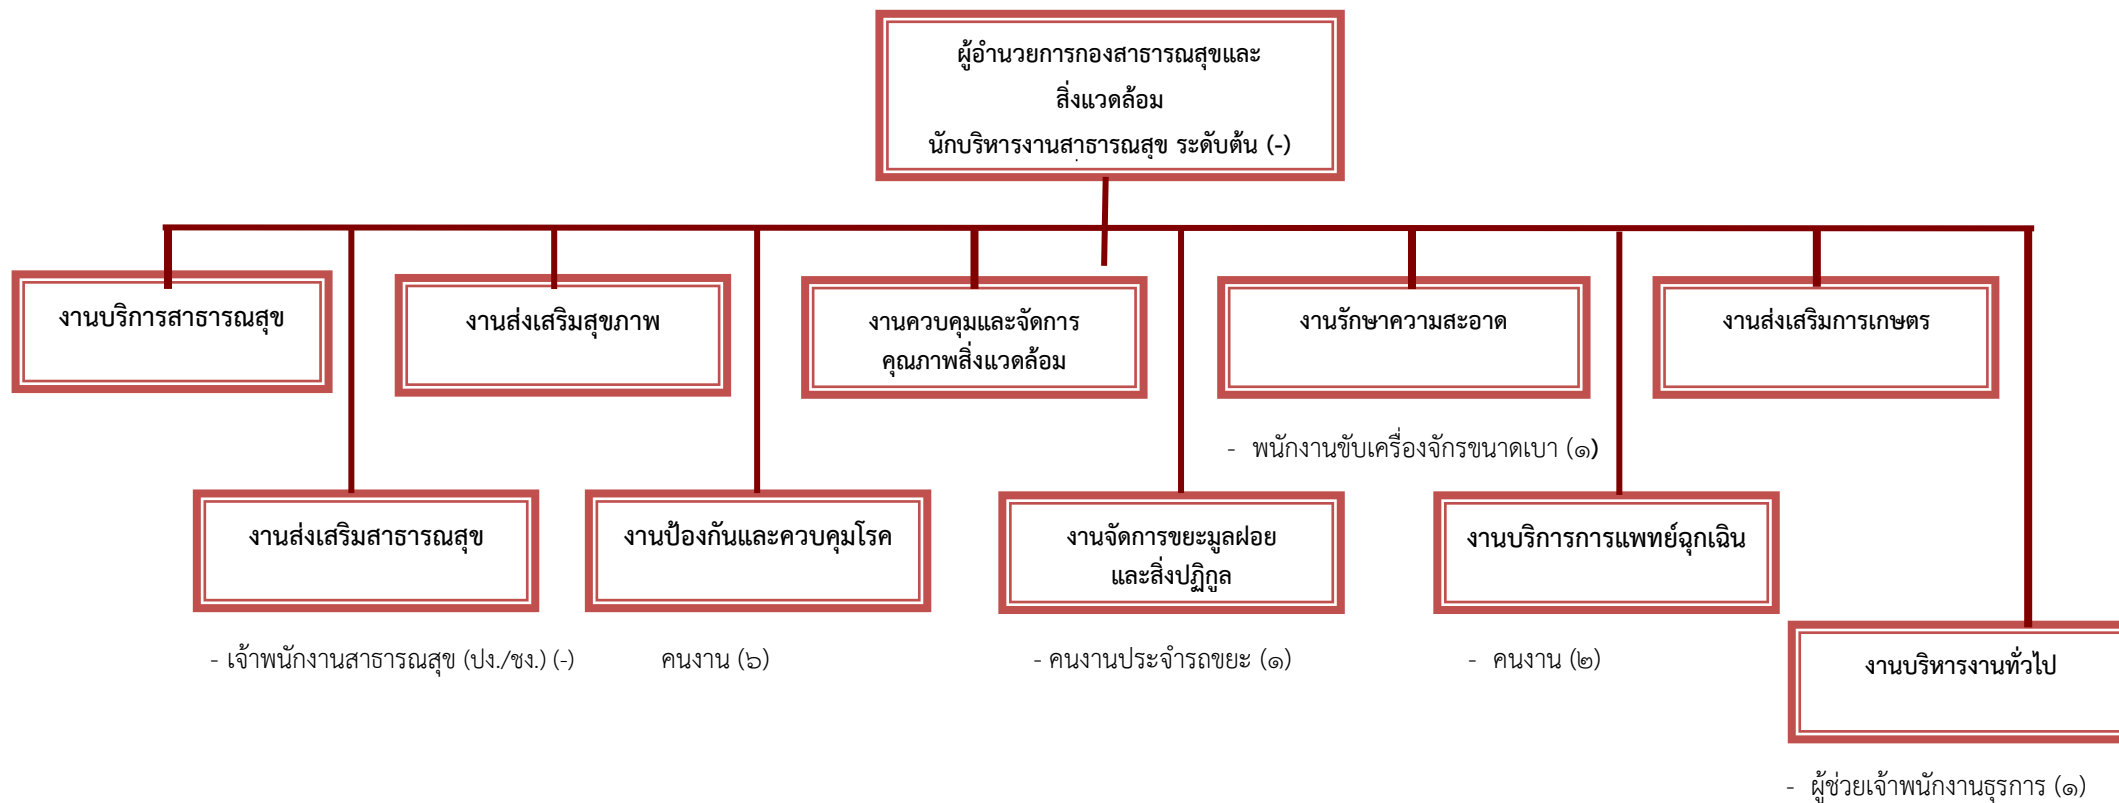 ผู้อำนวยการกองสาธารณสุขและ
สิ่งแวดล้อม
นักบริหารงานสาธารณสุข ระดับต้น (-)
งานบริการสาธารณสุข
งานส่งเสริมสุขภาพ
งานควบคุมและจัดการ
คุณภาพสิ่งแวดล้อม
งานรักษาความสะอาด
งานส่งเสริมการเกษตร
- พนักงานขับเครื่องจักรขนาดเบา (๑)
งานส่งเสริมสาธารณสุข
งานป้องกันและควบคุมโรค
งานจัดการขยะมูลฝอย
และสิ่งปฏิกูล
งานบริการการแพทย์ฉุกเฉิน
- เจ้าพนักงานสาธารณสุข (ปง./ชง.) (-)
คนงาน (๖)
- คนงานประจำรถขยะ (๑)
- คนงาน (๒)
งานบริหารงานทั่วไป
- ผู้ช่วยเจ้าพนักงานธุรการ (๑)